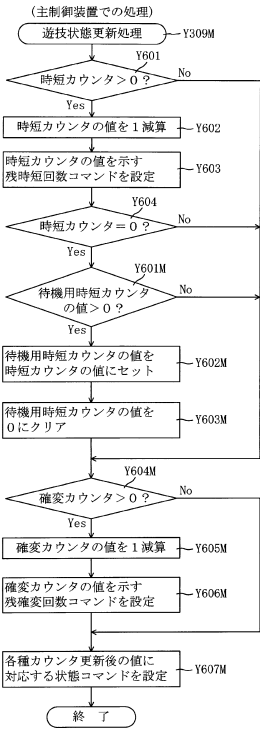 (主制御装置での処理)
遊技状態更新処理
Y309M
Y601
時短カウンタ>0?
No
Yes
時短カウンタの値を1減算
Y602
時短カウンタの値を示す
残時短回数コマンドを設定
Y603
Y604
時短カウンタ=0?
No
Yes
Y601M
待機用時短カウンタ
の値>0?
No
Yes
待機用時短カウンタの値を
時短カウンタの値にセット
Y602M
待機用時短カウンタの値を
0にクリア
Y603M
Y604M
確変カウンタ>0?
No
Yes
確変カウンタの値を1減算
Y605M
確変カウンタの値を示す
残確変回数コマンドを設定
Y606M
各種カウンタ更新後の値に
対応する状態コマンドを設定
Y607M
終 了